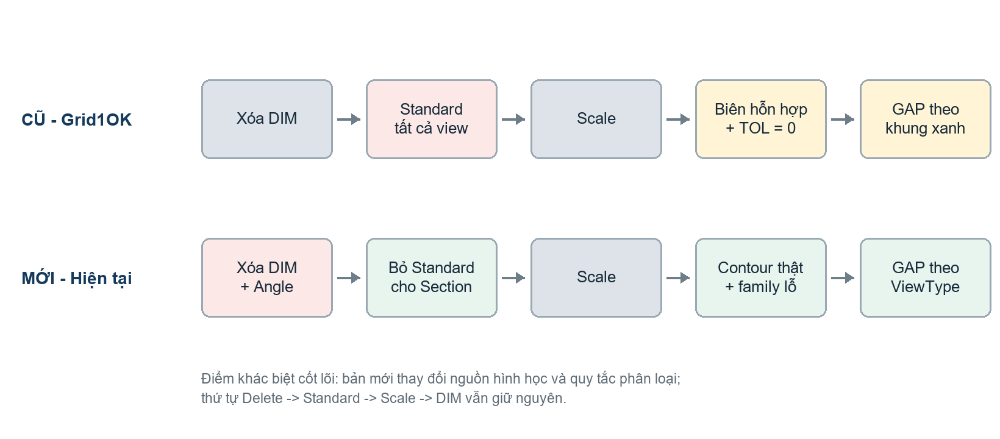 CŨ - Grid1OK
Xóa DIM
Standard
tất cả view
Scale
Biên hỗn hợp
+ TOL = 0
GAP theo
khung xanh
MỚI - Hiện tại
Xóa DIM
+ Angle
Bỏ Standard
cho Section
Scale
Contour thật
+ family lỗ
GAP theo
ViewType
Điểm khác biệt cốt lõi: bản mới thay đổi nguồn hình học và quy tắc phân loại;
thứ tự Delete -> Standard -> Scale -> DIM vẫn giữ nguyên.